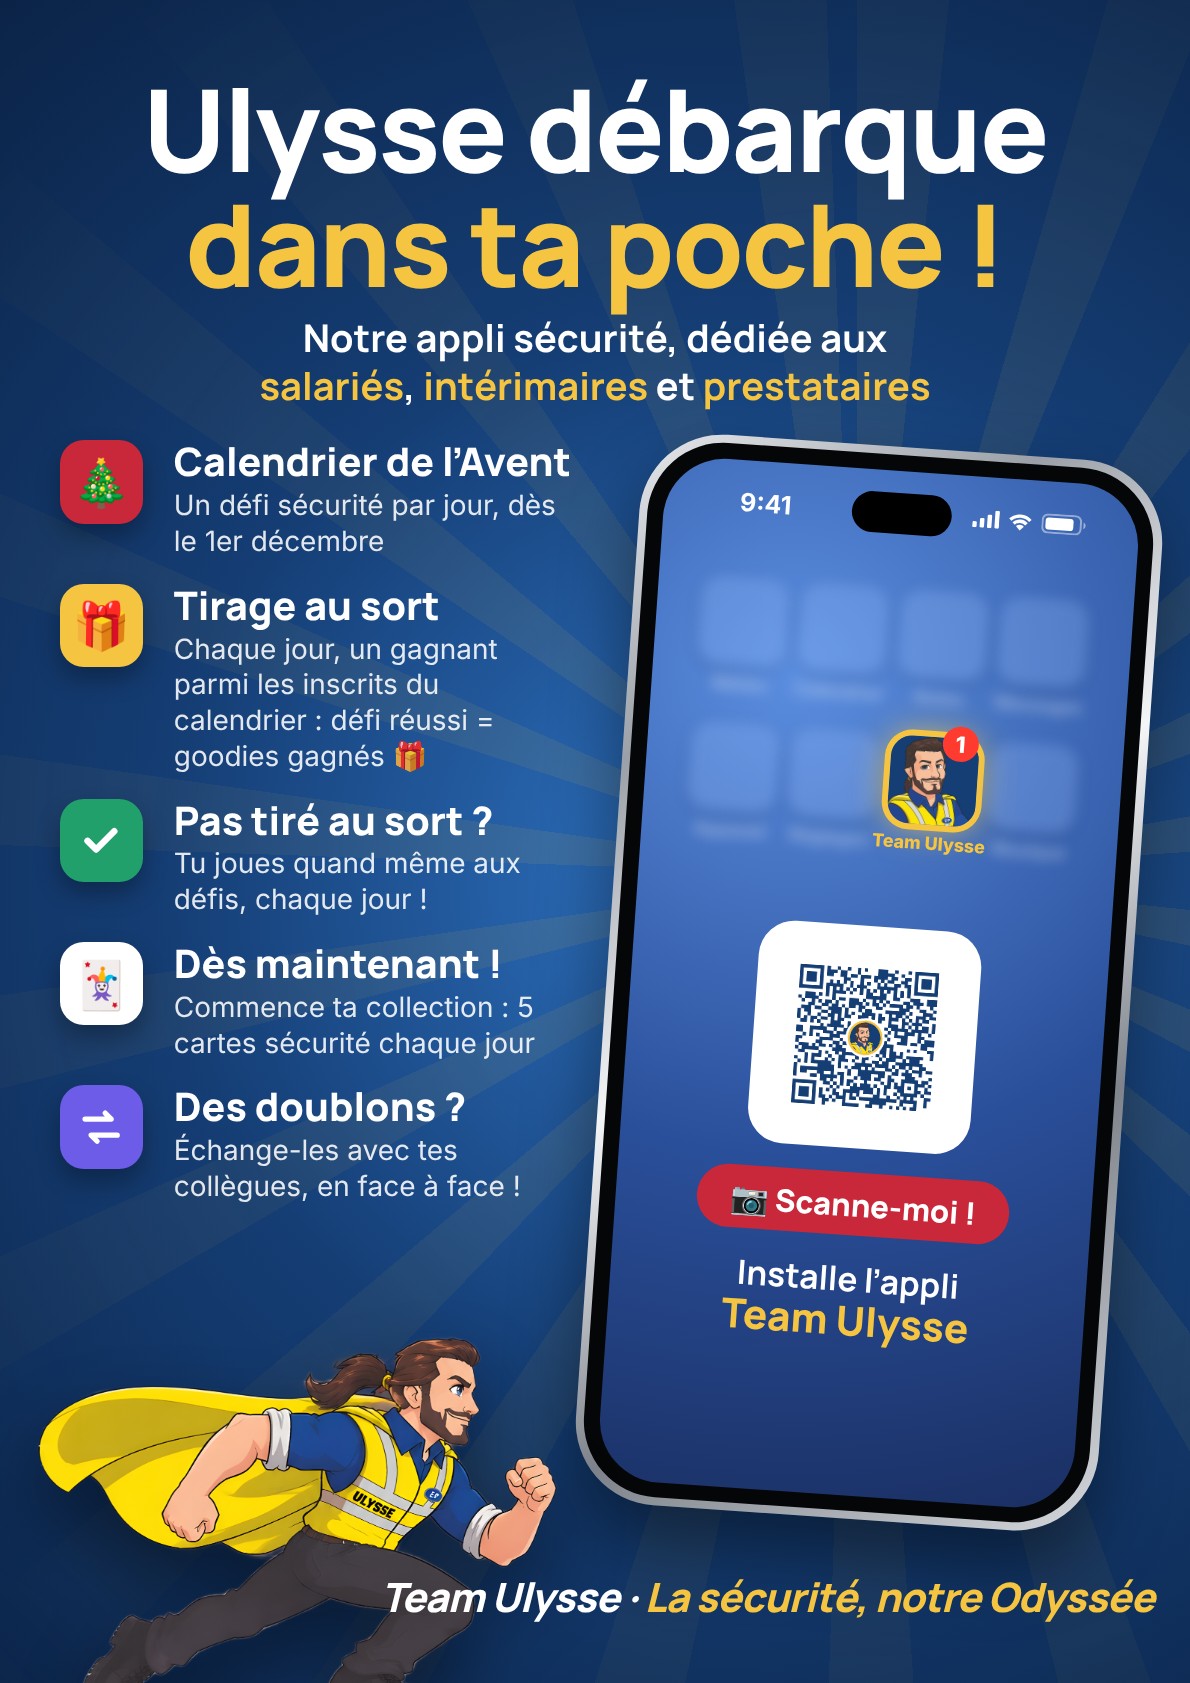 Ulysse débarque
dans ta poche !
Notre appli sécurité, dédiée aux
salariés, intérimaires et prestataires
Calendrier de l’Avent
Un défi sécurité par jour, dès
le 1er décembre
Tirage au sort
Chaque jour, un gagnant
parmi les inscrits du
calendrier : défi réussi =
goodies gagnés 🎁
Pas tiré au sort ?
Tu joues quand même aux
défis, chaque jour !
Dès maintenant !
Commence ta collection : 5
cartes sécurité chaque jour
Des doublons ?
Échange-les avec tes
collègues, en face à face !
9:41
1
Team Ulysse
📷 Scanne-moi !
Installe l’appli
Team Ulysse
ULYSSE
Team Ulysse · La sécurité, notre Odyssée